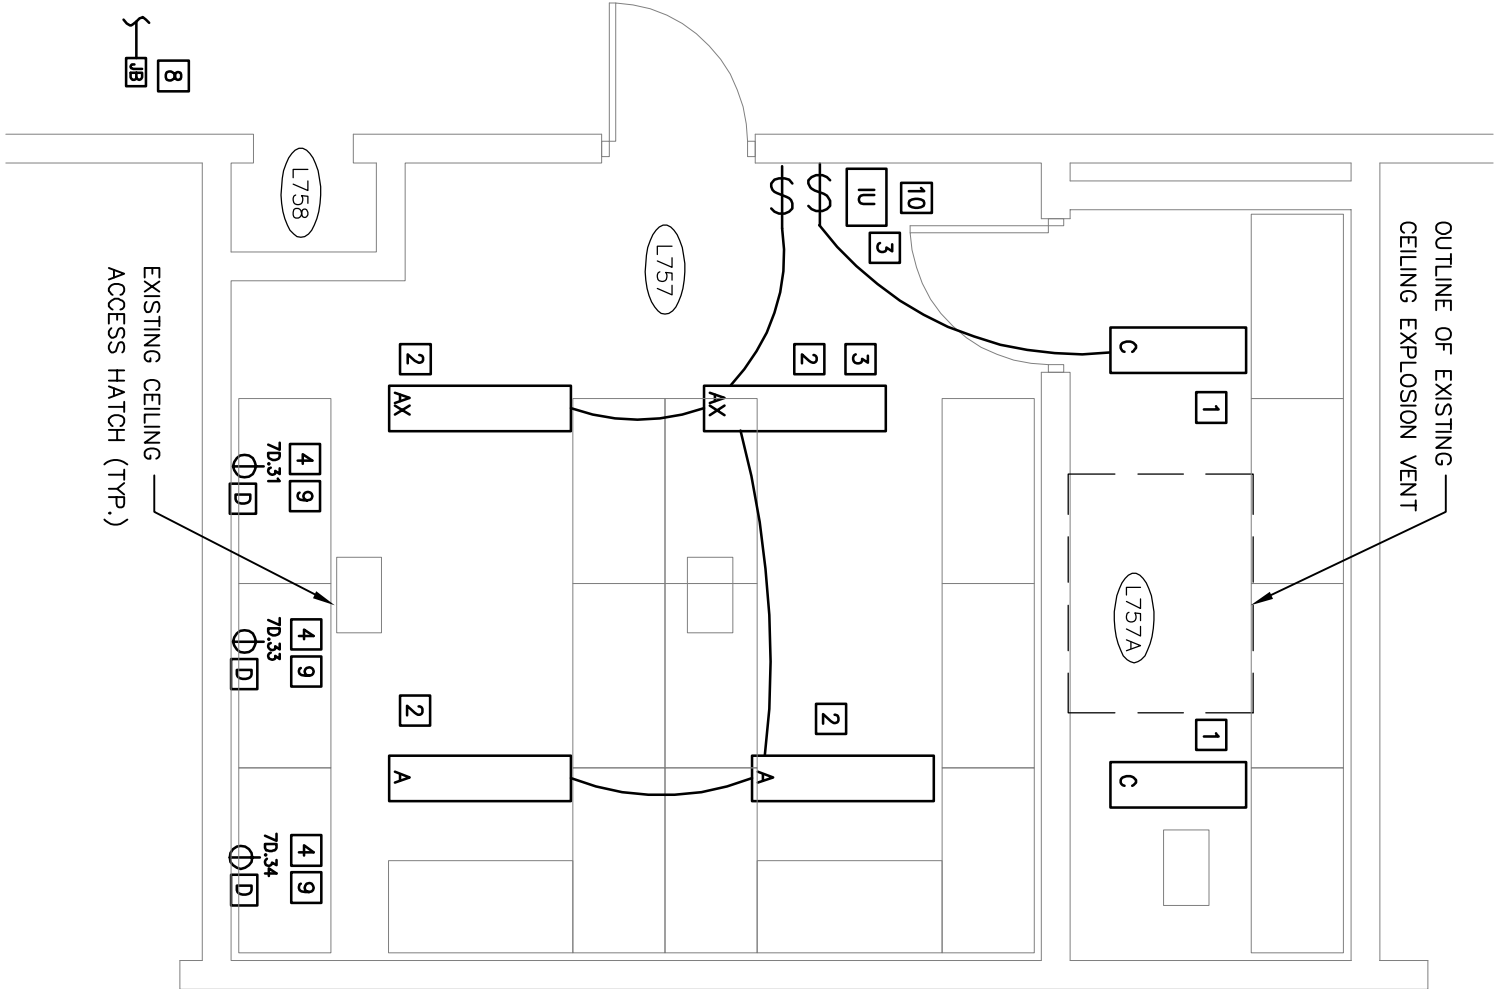 OUTLINE OF EXISTING
CEILING EXPLOSION VENT
1
1
C
C
L757A
10
IU
3
3
2
2
AX
A
L757
2
2
AX
A
L758
4
9
7D.31
D
4
9
7D.33
D
4
9
7D.34
D
8
JB
EXISTING CEILING
ACCESS HATCH (TYP.)